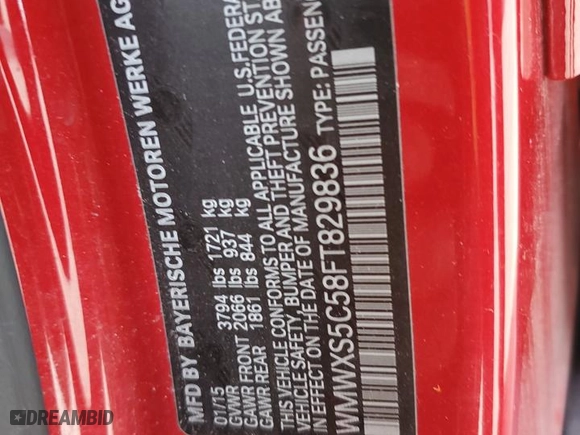 MFD BY BAYERISCHE MOTOREN WERKE AG
01/15
GVWR 3794 lbs 1721 kg
GAWR FRONT 2066 lbs 937 kg
GAWR REAR 1861 lbs 844 kg
THIS VEHICLE CONFORMS TO ALL APPLICABLE U.S. FEDERA
VEHICLE SAFETY, BUMPER AND THEFT PREVENTION ST
IN EFFECT ON THE DATE OF MANUFACTURE SHOWN AB
WMWXS5C58FT829836 TYPE: PASSEN
DREAMBID